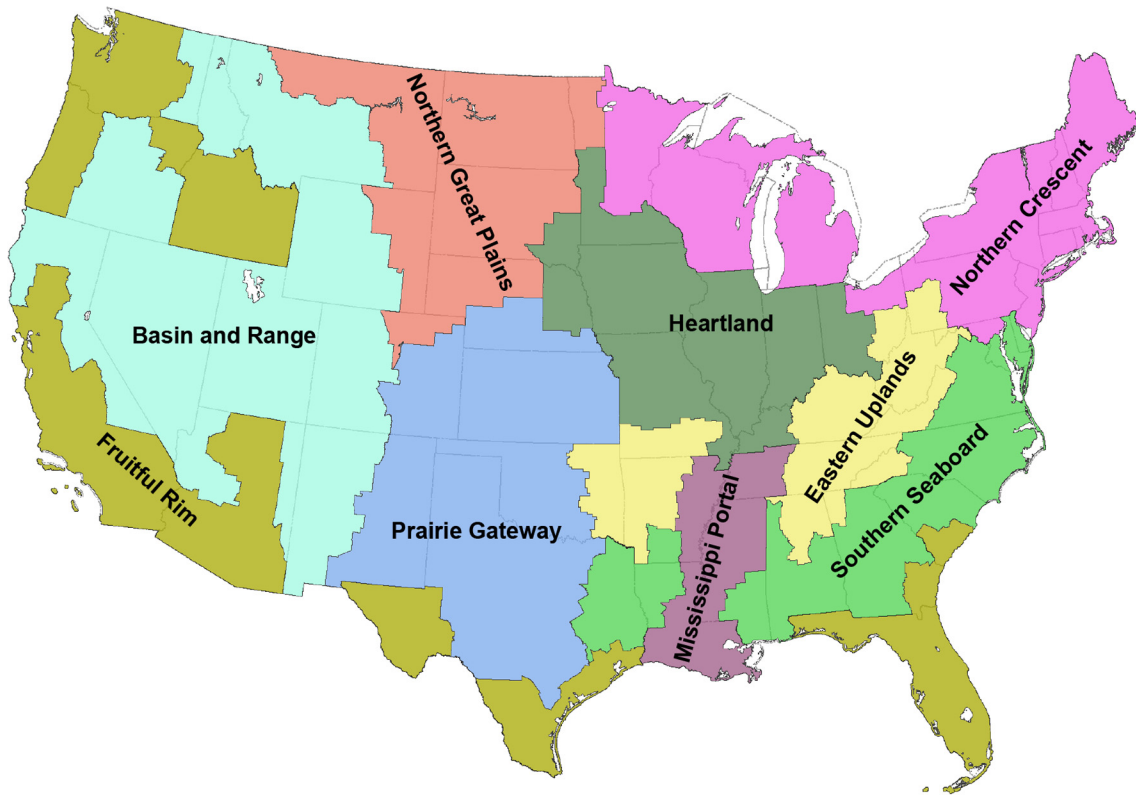 Northern Great Plains
Northern Crescent
Basin and Range
Heartland
Eastern Uplands
Fruitful Rim
Prairie Gateway
Mississippi Portal
Southern Seaboard